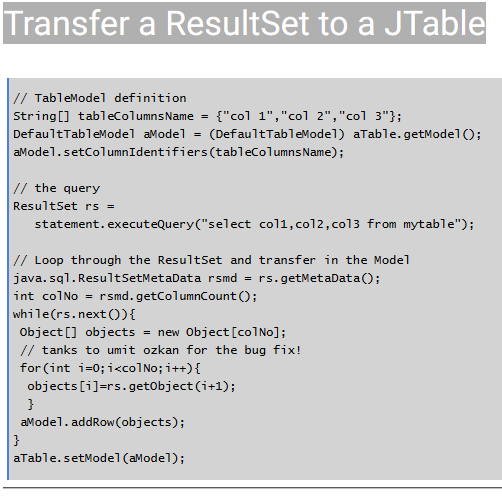 Transfer a ResultSet to a JTable
// TableModel definition
String[] tableColumnsName = {"col 1","col 2","col 3"};
DefaultTableModel aModel = (DefaultTableModel) aTable.getModel();
aModel.setColumnIdentifiers(tableColumnsName);
// the query
ResultSet rs =
   statement.executeQuery("select col1,col2,col3 from mytable");
// Loop through the ResultSet and transfer in the Model
java.sql.ResultSetMetaData rsmd = rs.getMetaData();
int colNo = rsmd.getColumnCount();
while(rs.next()){
 Object[] objects = new Object[colNo];
 // tanks to umit ozkan for the bug fix!
 for(int i=0;i<colNo;i++){
  objects[i]=rs.getObject(i+1);
  }
 aModel.addRow(objects);
}
aTable.setModel(aModel);